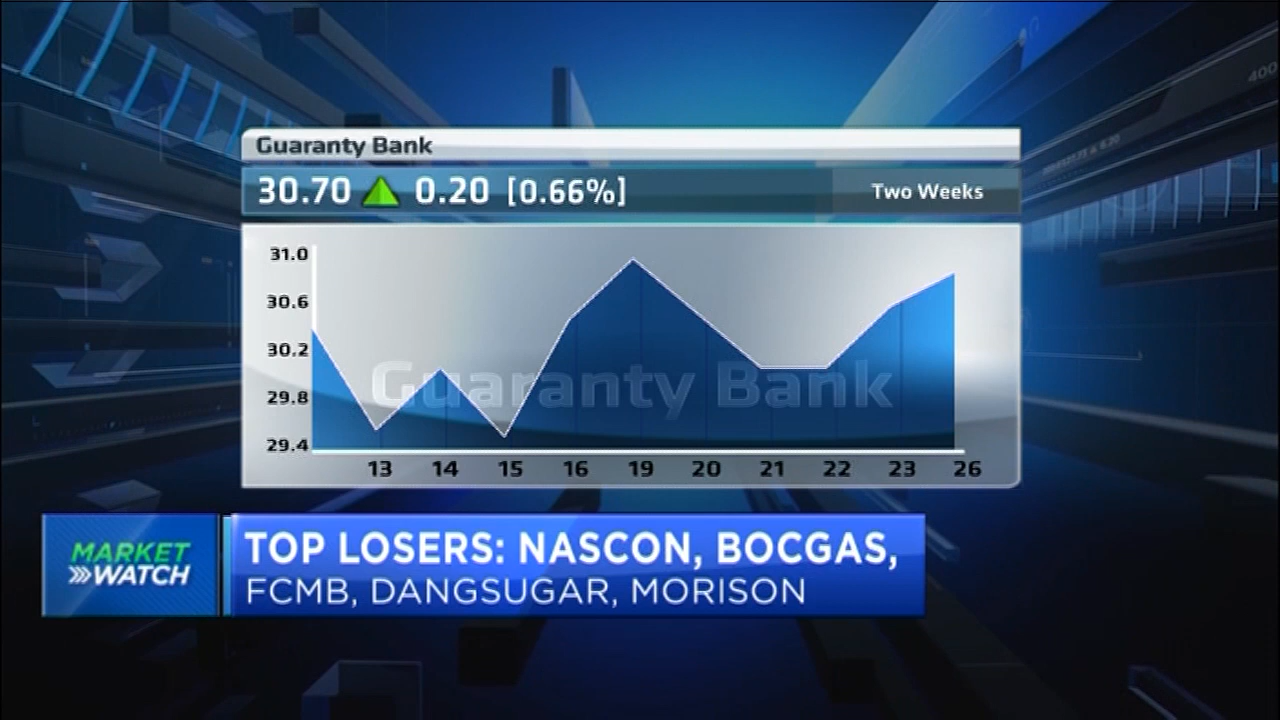 Guaranty Bank
30.70 ▲ 0.20 [0.66%]
Two Weeks
31.0
30.6
30.2
29.8
29.4
Guaranty Bank
13 14 15 16 19 20 21 22 23 26
MARKET
WATCH
TOP LOSERS: NASCON, BOCGAS,
FCMB, DANGSUGAR, MORISON
400